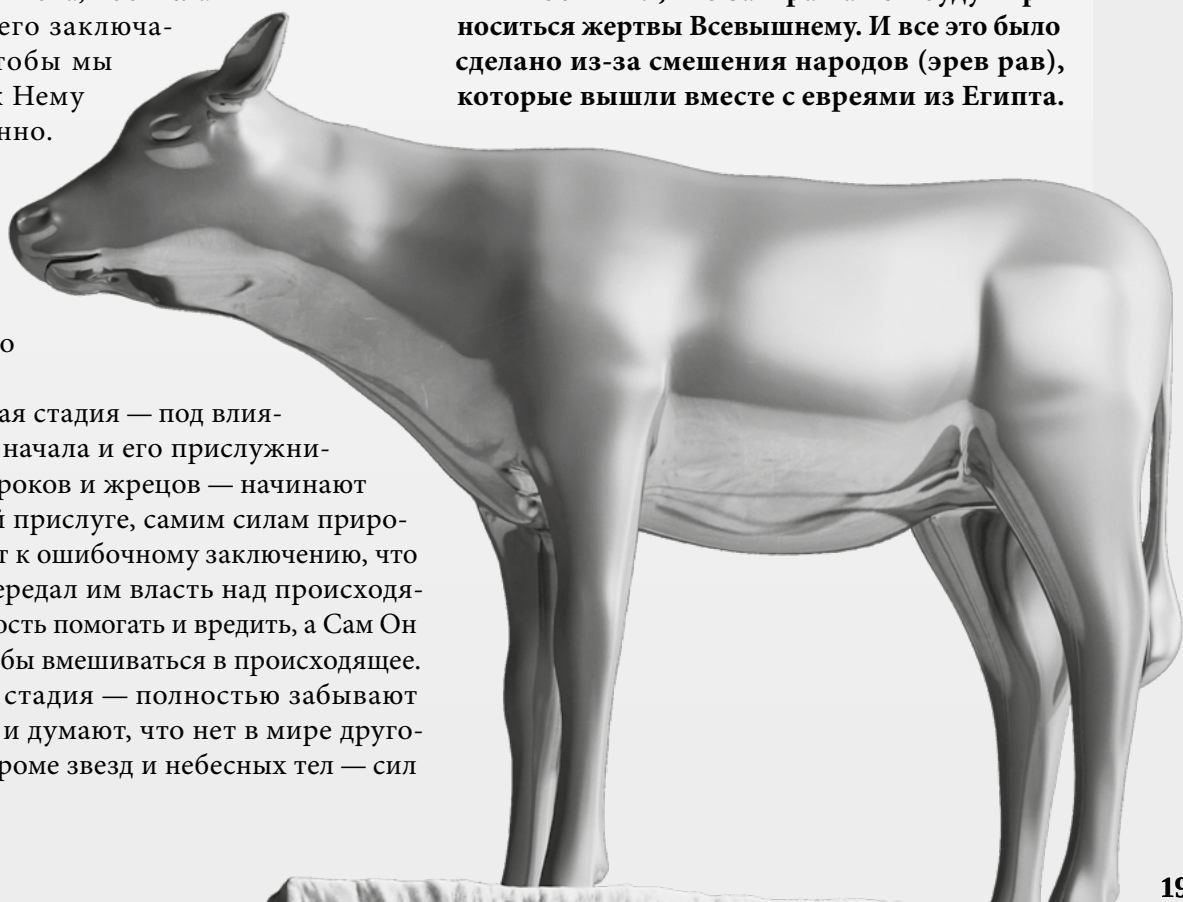 его заключа-
мы
Нему
ая стадия — под влия-
начала и его прислужни-
роков и жрецов — начинают
прислуге, самим силам приро-
т к ошибочному заключению, что
ередал им власть над происходя-
ость помогать и вредить, а Сам Он
бы вмешиваться в происходящее.
стадия — полностью забывают
и думают, что нет в мире друго-
роме звезд и небесных тел — сил
носиться жертвы Всевышнему. И все это было
сделано из-за смешения народов (эрев рав),
которые вышли вместе с евреями из Египта.
19